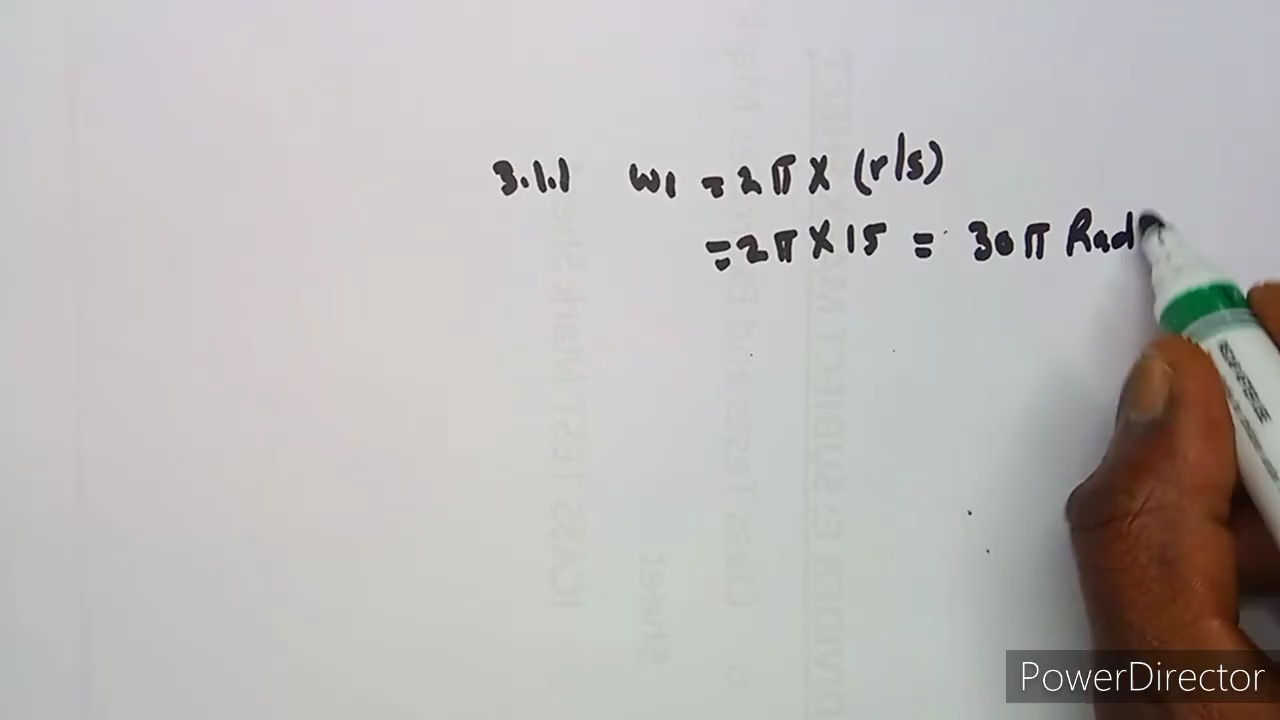 3.1.1 w1 = 2π × (r/s)
= 2π × 15 = 30π Rad
PowerDirector